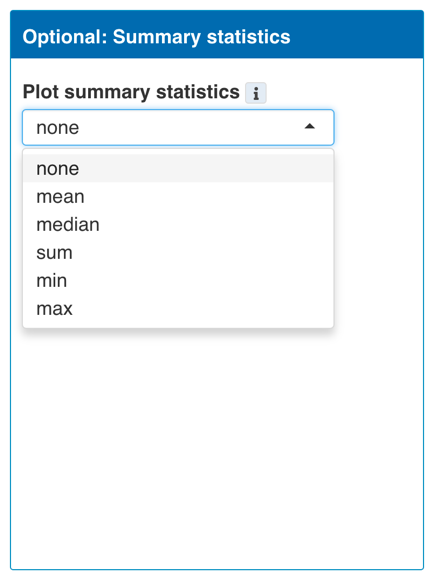 Optional: Summary statistics
Plot summary statistics i
none
none
mean
median
sum
min
max